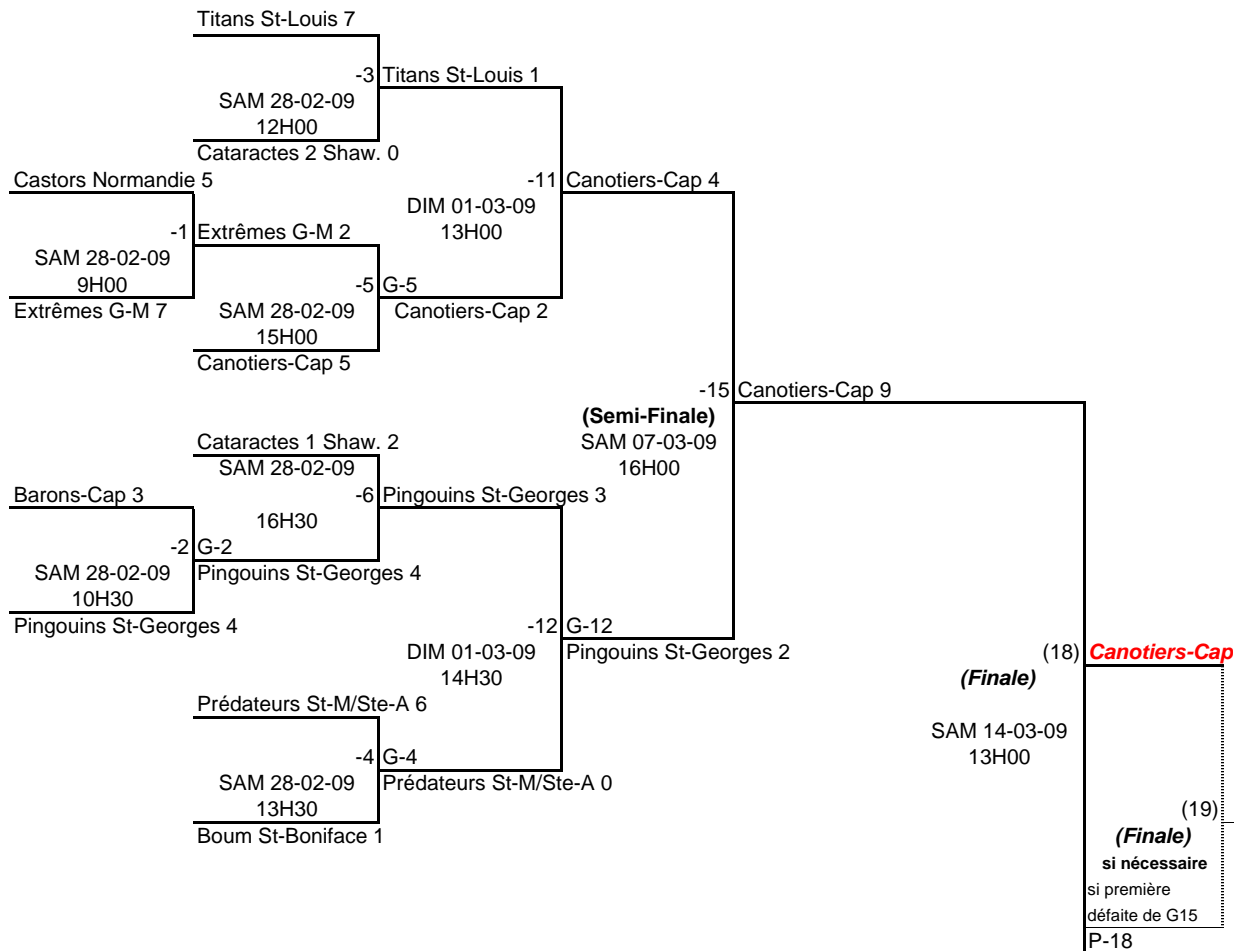 Titans St-Louis 7
-3 Titans St-Louis 1
SAM 28-02-09
12H00
Cataractes 2 Shaw. 0
Castors Normandie 5
-11 Canotiers-Cap 4
DIM 01-03-09
13H00
-1 Extrêmes G-M 2
SAM 28-02-09
9H00
-5 G-5
Extrêmes G-M 7
SAM 28-02-09
Canotiers-Cap 2
15H00
Canotiers-Cap 5
-15 Canotiers-Cap 9
(Semi-Finale)
SAM 07-03-09
16H00
Cataractes 1 Shaw. 2
SAM 28-02-09
Barons-Cap 3
-6 Pingouins St-Georges 3
16H30
-2 G-2
SAM 28-02-09
Pingouins St-Georges 4
10H30
Pingouins St-Georges 4
-12 G-12
DIM 01-03-09
Pingouins St-Georges 2
14H30
(18) Canotiers-Cap
(Finale)
SAM 14-03-09
13H00
Prédateurs St-M/Ste-A 6
-4 G-4
SAM 28-02-09
Prédateurs St-M/Ste-A 0
13H30
Boum St-Boniface 1
(19)
(Finale)
si nécessaire
si première
défaite de G15
P-18